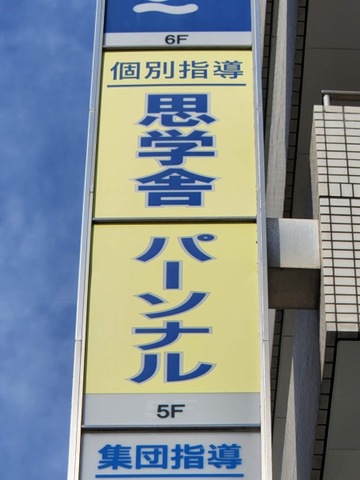 6F
個別指導
思学舎
パーソナル
5F
集団指導